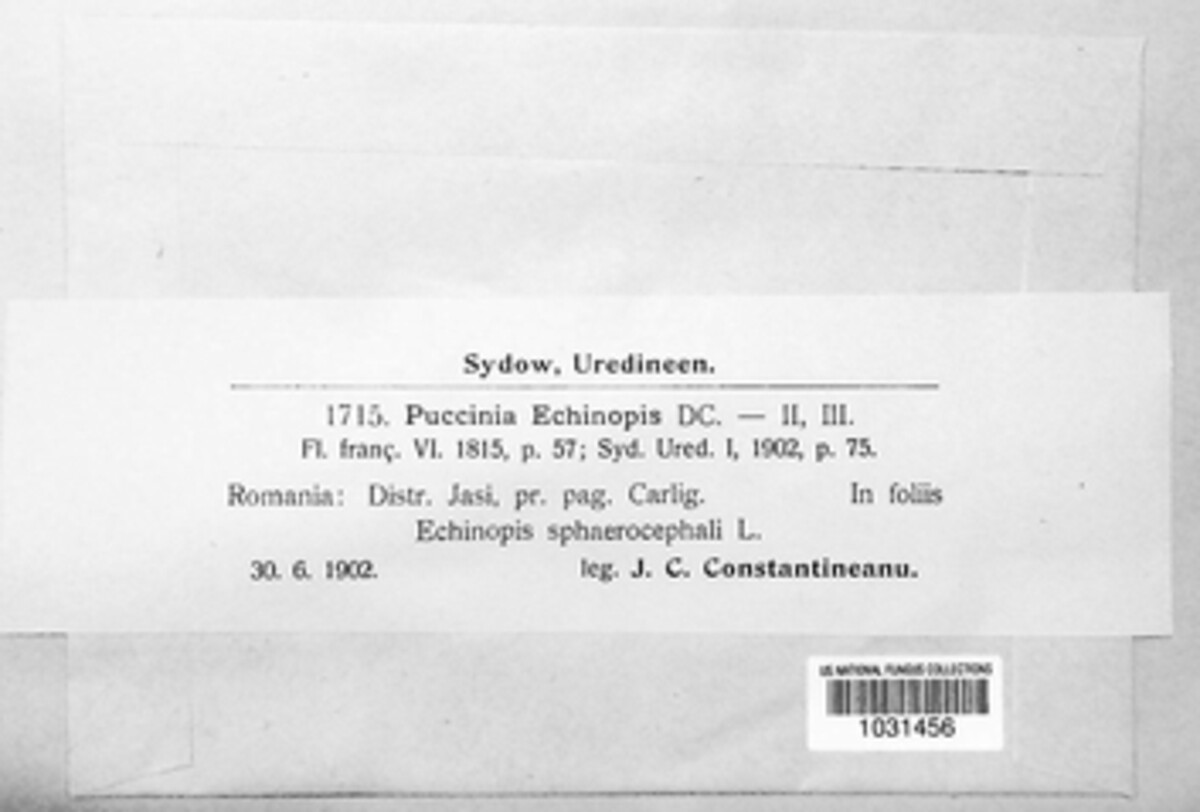 Sydow, Uredineen.
1715. Puccinia Echinopis DC. — II, III.
Fl. franç. VI. 1815, p. 57; Syd. Ured. I, 1902, p. 75.
Romania: Distr. Jasi, pr. pag. Carlig. In foliis
Echinopis sphaerocephali L.
30. 6. 1902. leg. J. C. Constantineanu.
US NATIONAL FUNGUS COLLECTIONS
1031456